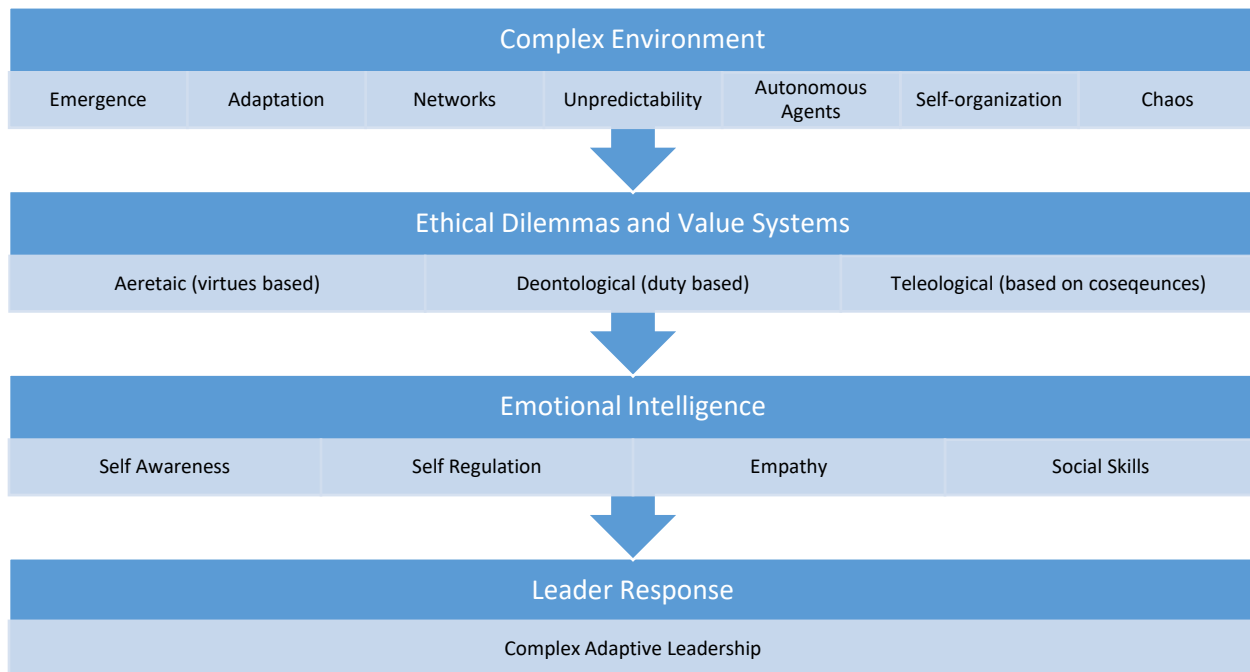 Complex Environment
Emergence
Adaptation
Networks
Unpredictability
Autonomous
Agents
Self-organization
Chaos
Ethical Dilemmas and Value Systems
Aeretaic (virtues based)
Deontological (duty based)
Teleological (based on coseqeunces)
Emotional Intelligence
Self Awareness
Self Regulation
Empathy
Social Skills
Leader Response
Complex Adaptive Leadership